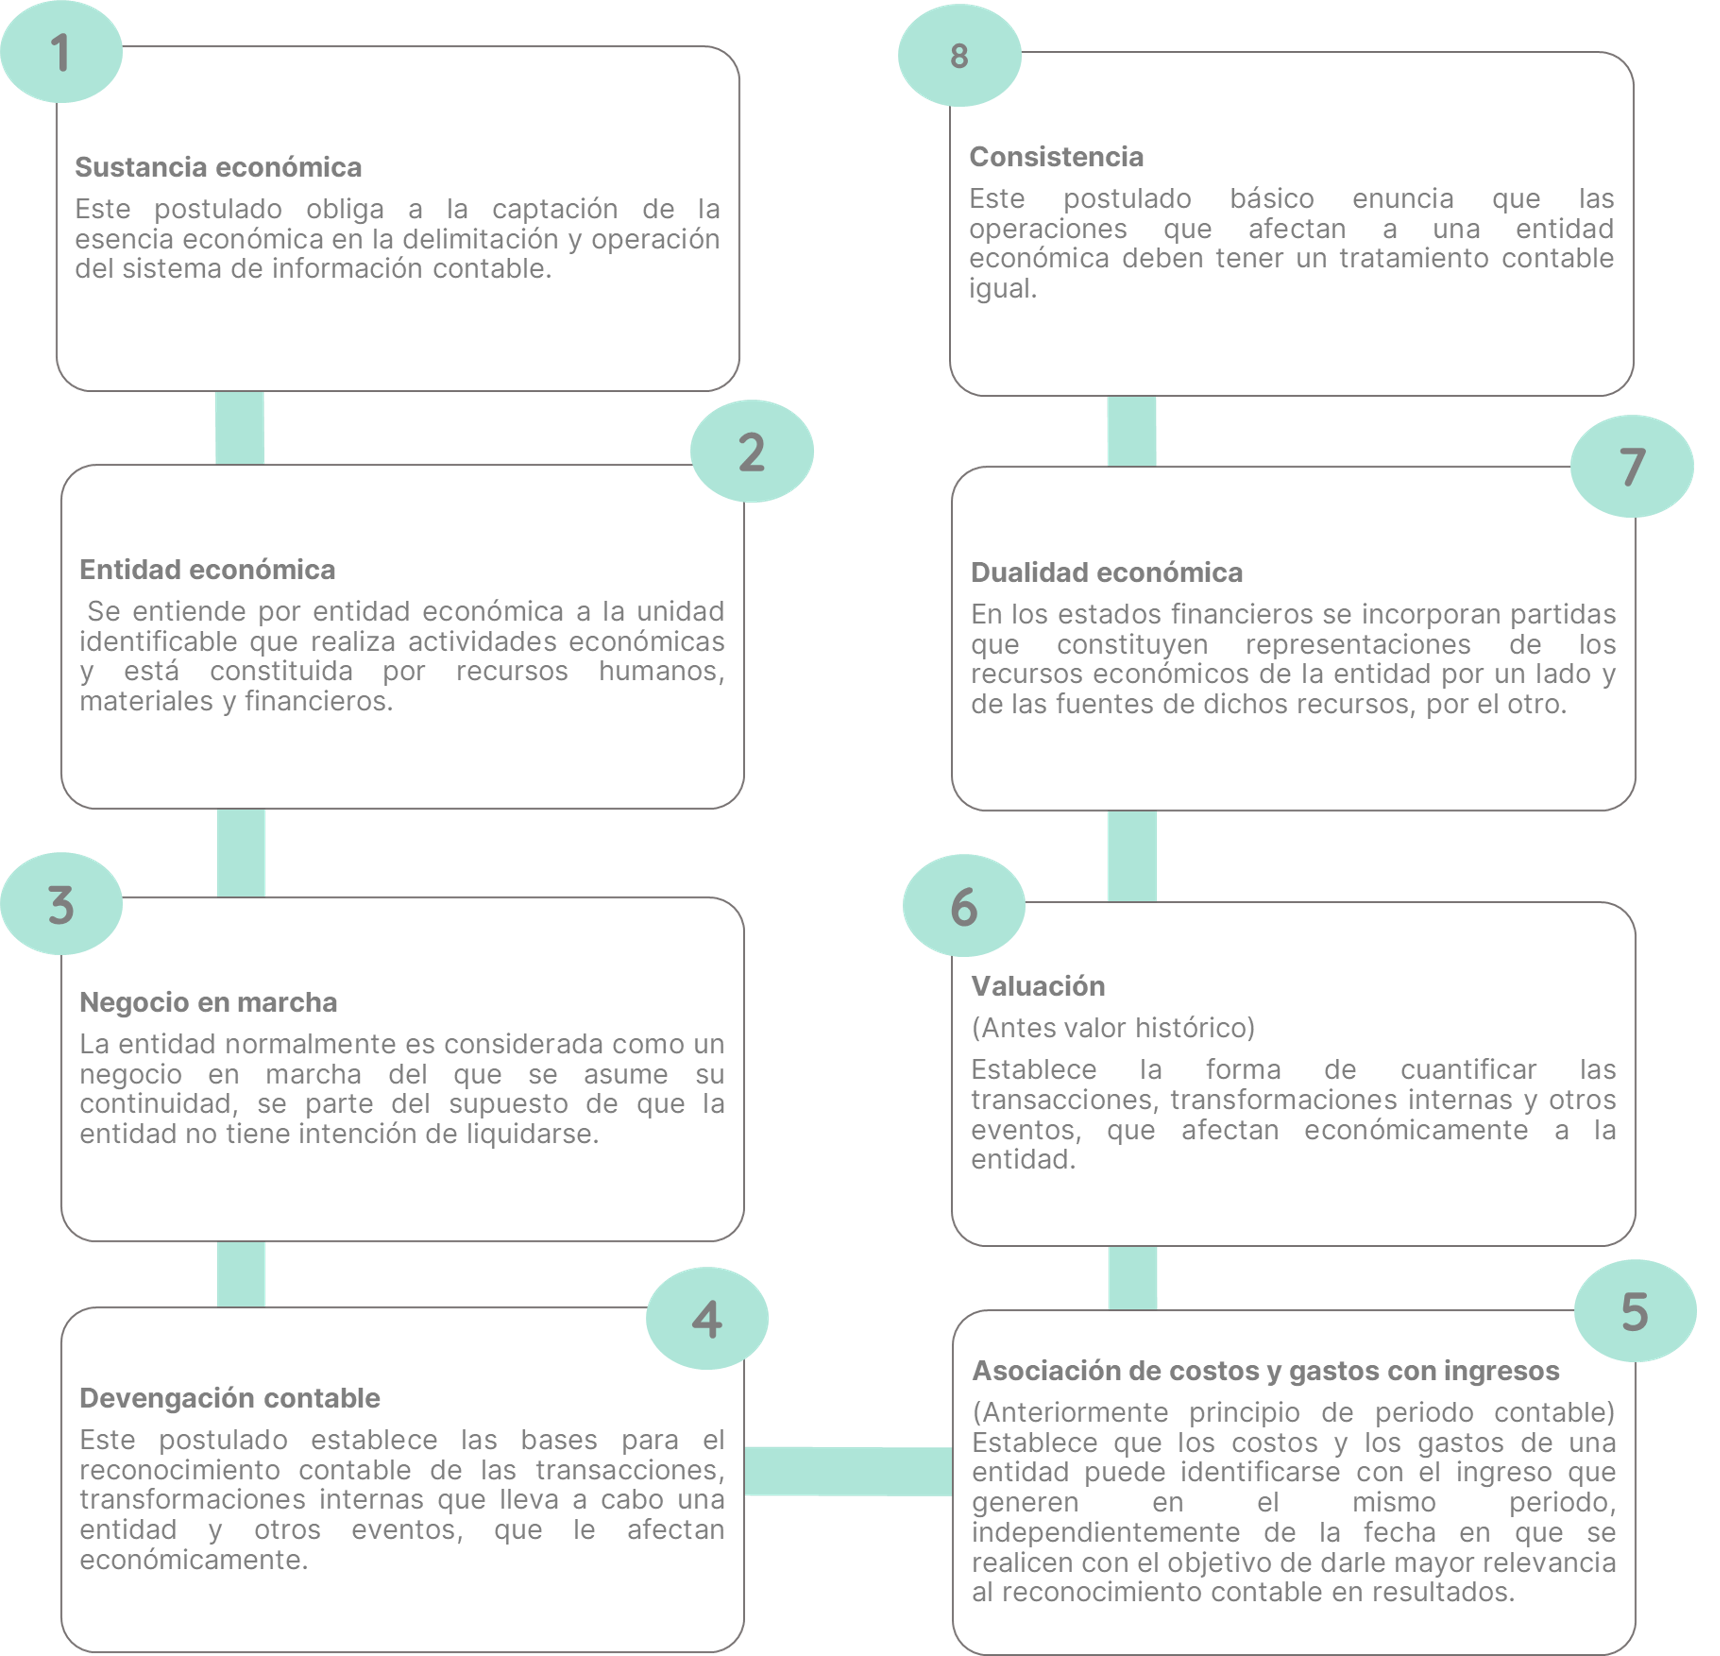 1
Sustancia económica
Este postulado obliga a la captación de la
esencia económica en la delimitación y operación
del sistema de información contable.
2
Entidad económica
Se entiende por entidad económica a la unidad
identificable que realiza actividades económicas
y está constituida por recursos humanos,
materiales y financieros.
3
Negocio en marcha
La entidad normalmente es considerada como un
negocio en marcha del que se asume su
continuidad, se parte del supuesto de que la
entidad no tiene intención de liquidarse.
4
Devengación contable
Este postulado establece las bases para el
reconocimiento contable de las transacciones,
transformaciones internas que lleva a cabo una
entidad y otros eventos, que le afectan
económicamente.
5
Asociación de costos y gastos con ingresos
(Anteriormente principio de periodo contable)
Establece que los costos y los gastos de una
entidad puede identificarse con el ingreso que
generen en el mismo periodo,
independientemente de la fecha en que se
realicen con el objetivo de darle mayor relevancia
al reconocimiento contable en resultados.
6
Valuación
(Antes valor histórico)
Establece la forma de cuantificar las
transacciones, transformaciones internas y otros
eventos, que afectan económicamente a la
entidad.
7
Dualidad económica
En los estados financieros se incorporan partidas
que constituyen representaciones de los
recursos económicos de la entidad por un lado y
de las fuentes de dichos recursos, por el otro.
8
Consistencia
Este postulado básico enuncia que las
operaciones que afectan a una entidad
económica deben tener un tratamiento contable
igual.